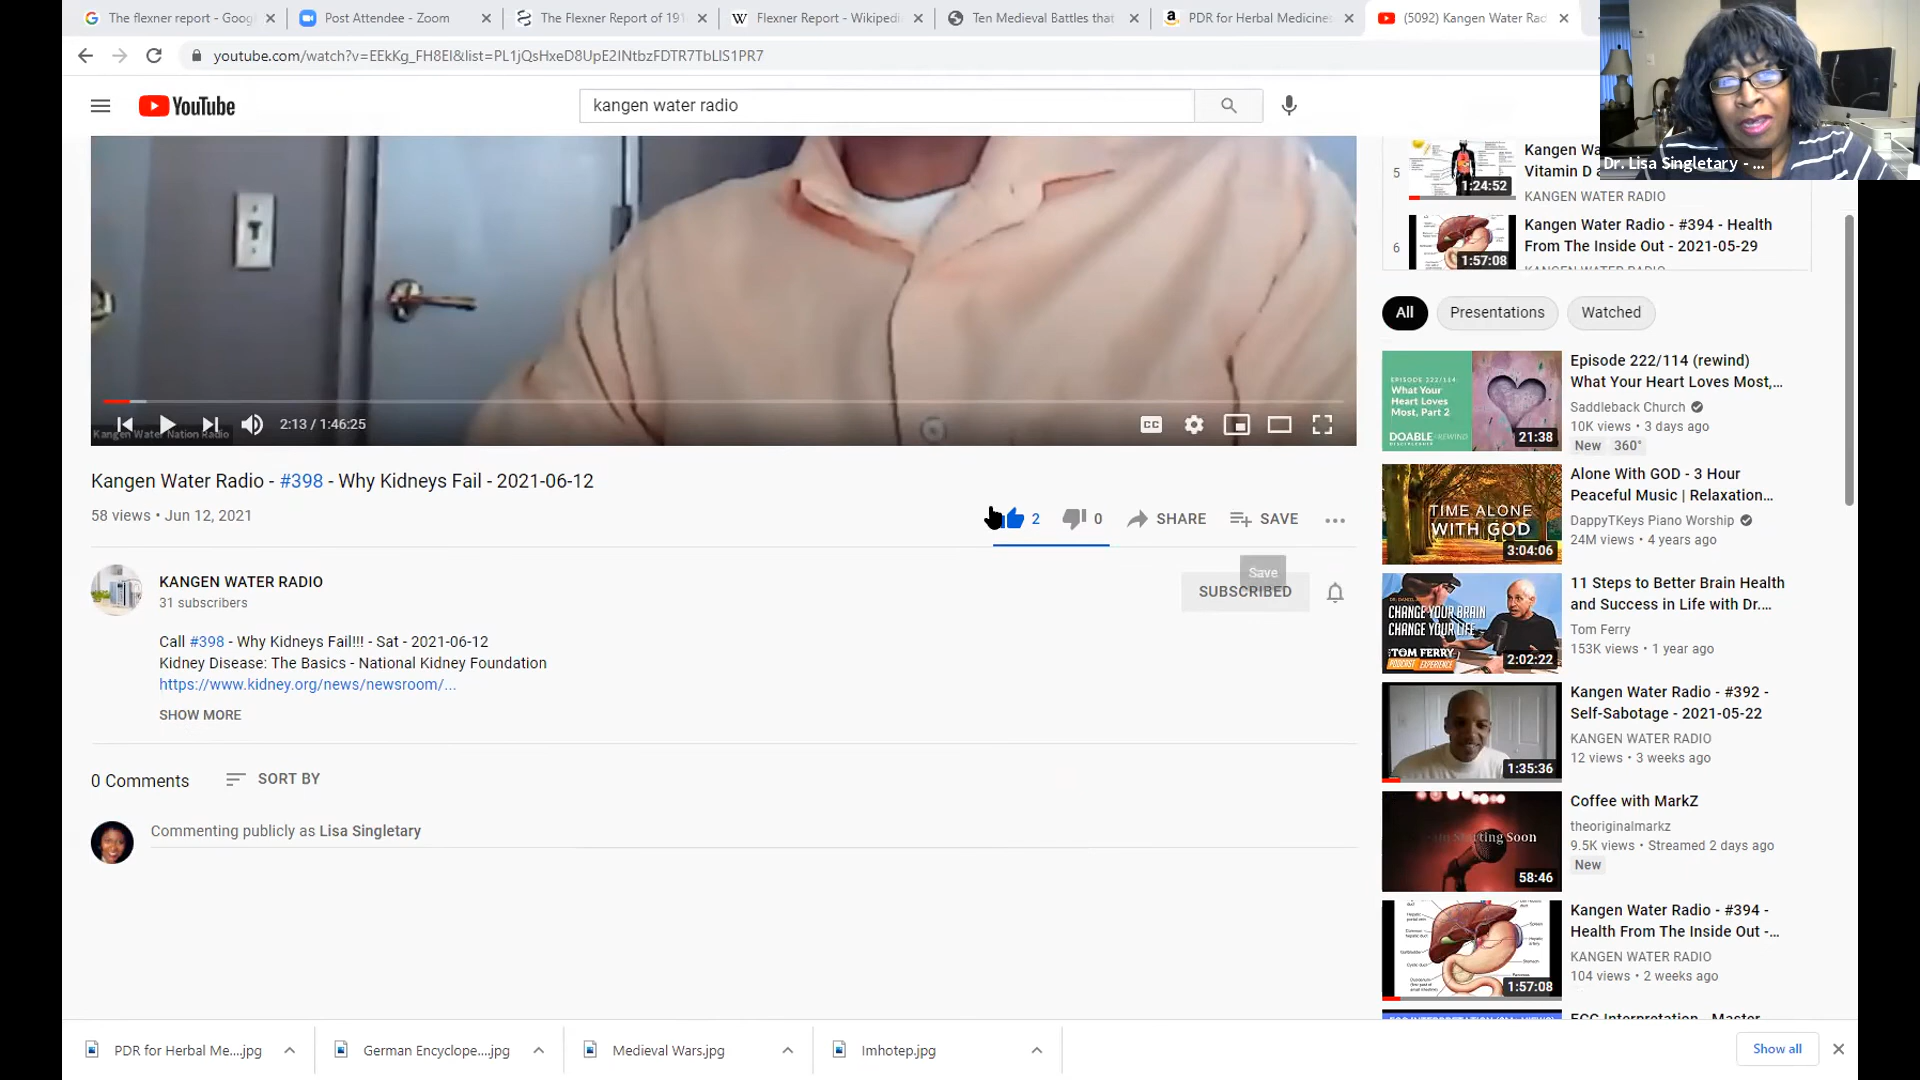 The flexner report - Goog
Post Attendee - Zoom
The Flexner Report of 191
Flexner Report - Wikipedi
Ten Medieval Battles that
PDR for Herbal Medicines
(5092) Kangen Water Rad
youtube.com/watch?v=EEkKg_FH8EI&list=PL1jQsHxeD8UpE2INtbzFDTR7TbLIS1PR7
YouTube
kangen water radio
Dr. Lisa Singletary - ...
5
1:24:52
Kangen Wa
Vitamin D a
KANGEN WATER RADIO
6
1:57:08
Kangen Water Radio - #394 - Health
From The Inside Out - 2021-05-29
KANGEN WATER RADIO
2:13 / 1:46:25
CC
Kangen Water Nation Radio
Kangen Water Radio - #398 - Why Kidneys Fail - 2021-06-12
58 views • Jun 12, 2021
2
0
SHARE
SAVE
Save
KANGEN WATER RADIO
31 subscribers
SUBSCRIBED
Call #398 - Why Kidneys Fail!!! - Sat - 2021-06-12
Kidney Disease: The Basics - National Kidney Foundation
https://www.kidney.org/news/newsroom/...
SHOW MORE
0 Comments
SORT BY
Commenting publicly as Lisa Singletary
All
Presentations
Watched
EPISODE 222/114
What Your
Heart Loves
Most, Part 2
DOABLE
REWIND
21:38
Episode 222/114 (rewind)
What Your Heart Loves Most,...
Saddleback Church
10K views • 3 days ago
New 360°
TIME ALONE
WITH GOD
3:04:06
Alone With GOD - 3 Hour
Peaceful Music | Relaxation...
DappyTKeys Piano Worship
24M views • 4 years ago
CHANGE YOUR BRAIN
CHANGE YOUR LIFE
TOM FERRY
PODCAST EXPERIENCE
2:02:22
11 Steps to Better Brain Health
and Success in Life with Dr....
Tom Ferry
153K views • 1 year ago
1:35:36
Kangen Water Radio - #392 -
Self-Sabotage - 2021-05-22
KANGEN WATER RADIO
12 views • 3 weeks ago
Starting Soon
58:46
Coffee with MarkZ
theoriginalmarkz
9.5K views • Streamed 2 days ago
New
1:57:08
Kangen Water Radio - #394 -
Health From The Inside Out -...
KANGEN WATER RADIO
104 views • 2 weeks ago
ECG Interpretation - Master
PDR for Herbal Me....jpg
German Encyclope....jpg
Medieval Wars.jpg
Imhotep.jpg
Show all